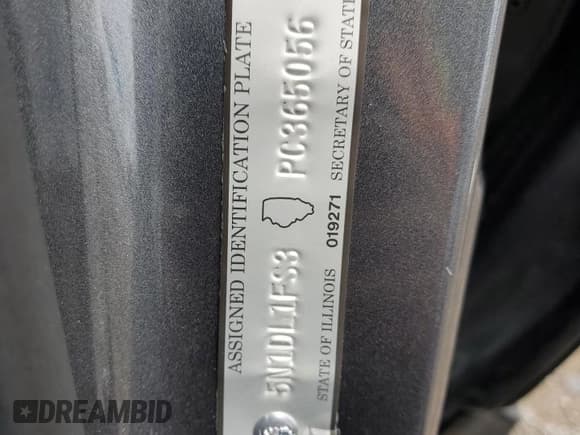 ASSIGNED IDENTIFICATION PLATE
5N1DL1FS3 PC365056
STATE OF ILLINOIS 019271 SECRETARY OF STATE
DREAMBID